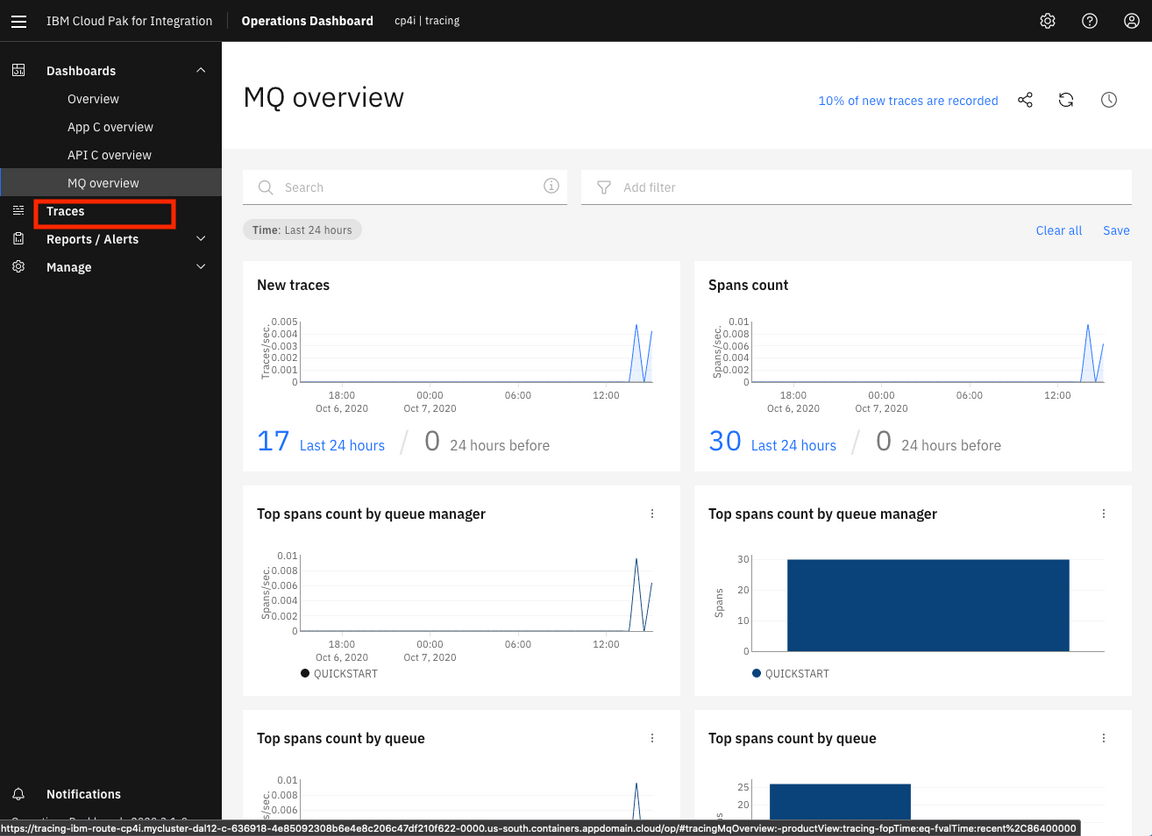 IBM Cloud Pak for Integration
Operations Dashboard
cp4i | tracing
Dashboards
Overview
App C overview
API C overview
MQ overview
Traces
Reports / Alerts
Manage
Notifications
MQ overview
10% of new traces are recorded
Search
Add filter
Time: Last 24 hours
Clear all
Save
New traces
Traces/sec.
0.005
0.004
0.003
0.002
0.001
0
18:00
Oct 6, 2020
00:00
Oct 7, 2020
06:00
12:00
17 Last 24 hours / 0 24 hours before
Spans count
Spans/sec.
0.01
0.008
0.006
0.004
0.002
0
18:00
Oct 6, 2020
00:00
Oct 7, 2020
06:00
12:00
30 Last 24 hours / 0 24 hours before
Top spans count by queue manager
Spans/sec.
0.01
0.008
0.006
0.004
0.002
0
18:00
Oct 6, 2020
00:00
Oct 7, 2020
06:00
12:00
QUICKSTART
Top spans count by queue manager
Spans
30
20
10
0
QUICKSTART
Top spans count by queue
0.01
0.008
0.006
Top spans count by queue
25
20
https://tracing-ibm-route-cp4i.mycluster-dal12-c-636918-4e85092308b6e4e8c206c47df210f622-0000.us-south.containers.appdomain.cloud/op/#tracingMqOverview:-productView:tracing-fopTime:eq-fvalTime:recent%2C86400000